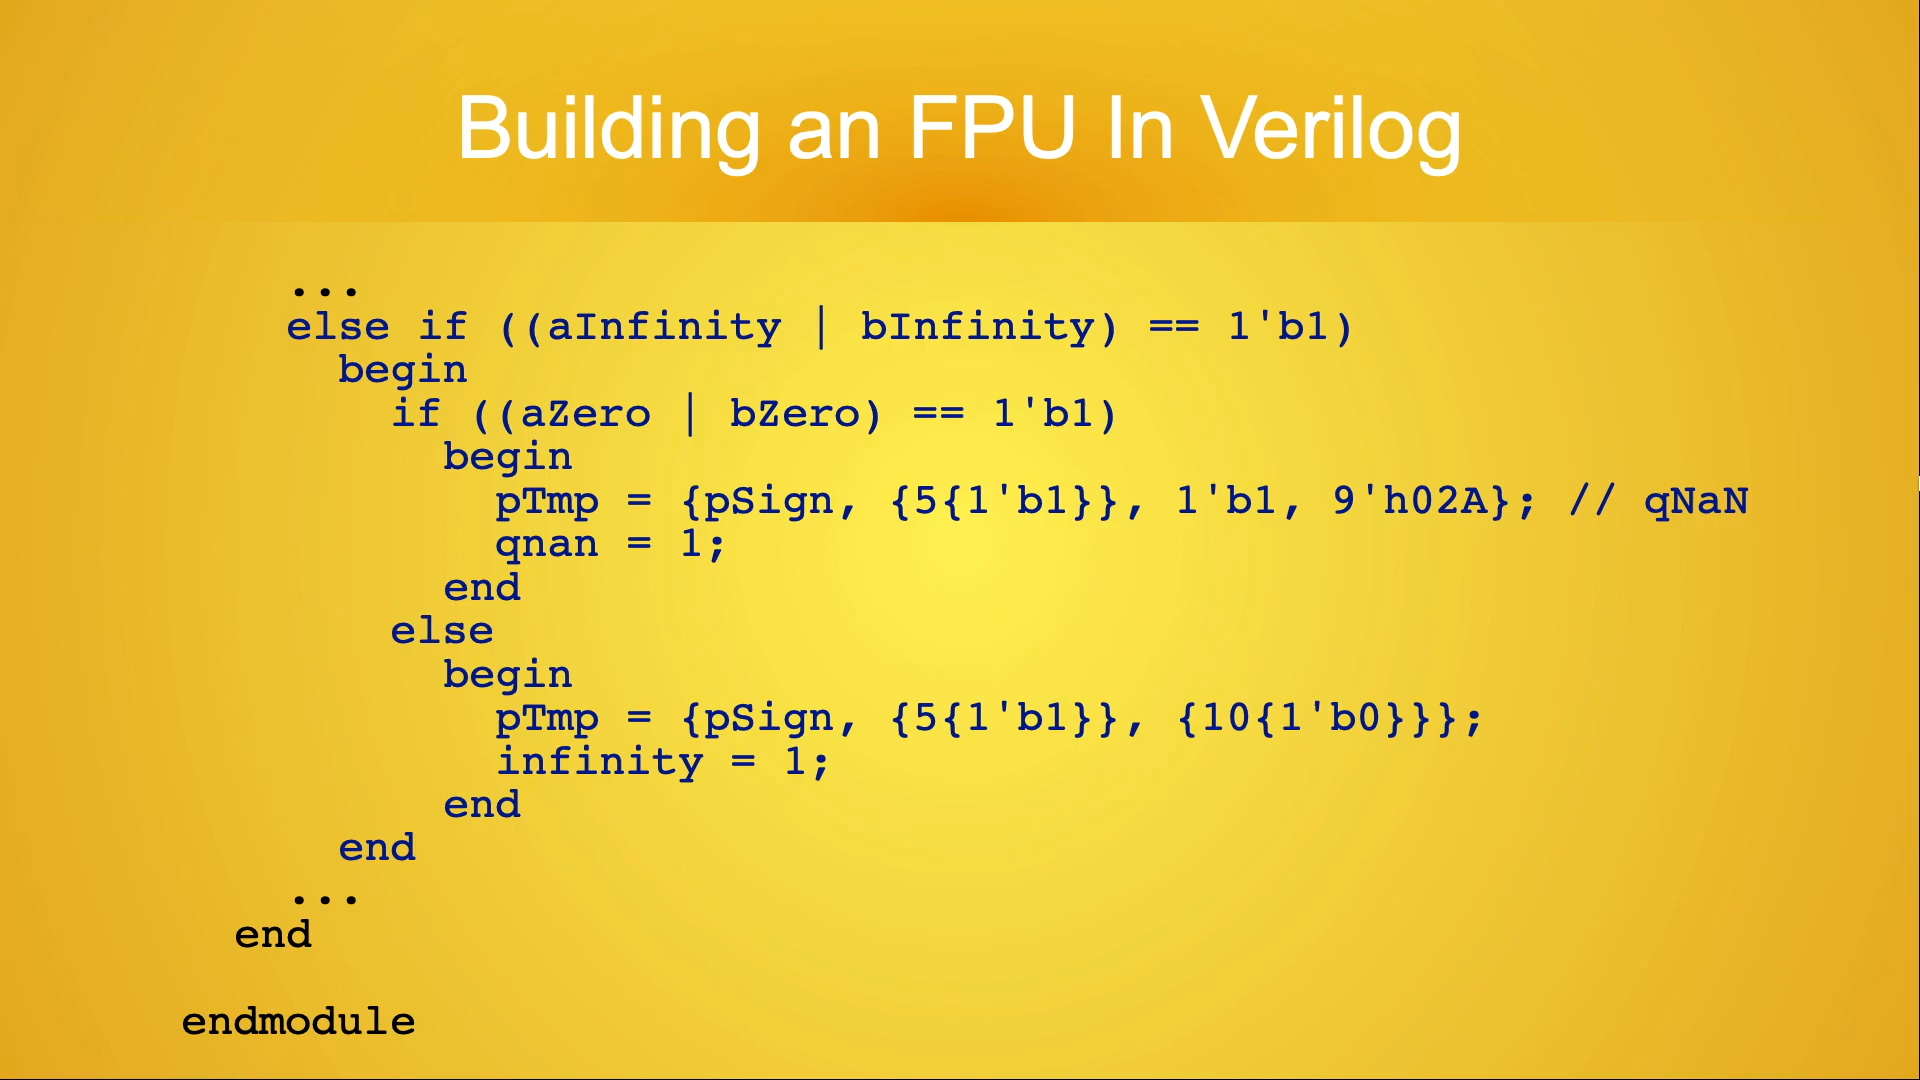 Building an FPU In Verilog
...
else if ((aInfinity | bInfinity) == 1'b1)
begin
if ((aZero | bZero) == 1'b1)
begin
pTmp = {pSign, {5{1'b1}}, 1'b1, 9'h02A}; // qNaN
qnan = 1;
end
else
begin
pTmp = {pSign, {5{1'b1}}, {10{1'b0}}};
infinity = 1;
end
end
...
end
endmodule